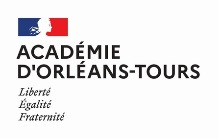 ACADÉMIE
D'ORLÉANS-TOURS
Liberté
Égalité
Fraternité